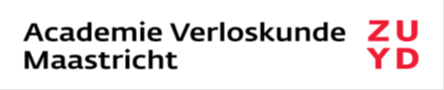 Academie Verloskunde
Maastricht
ZU
YD